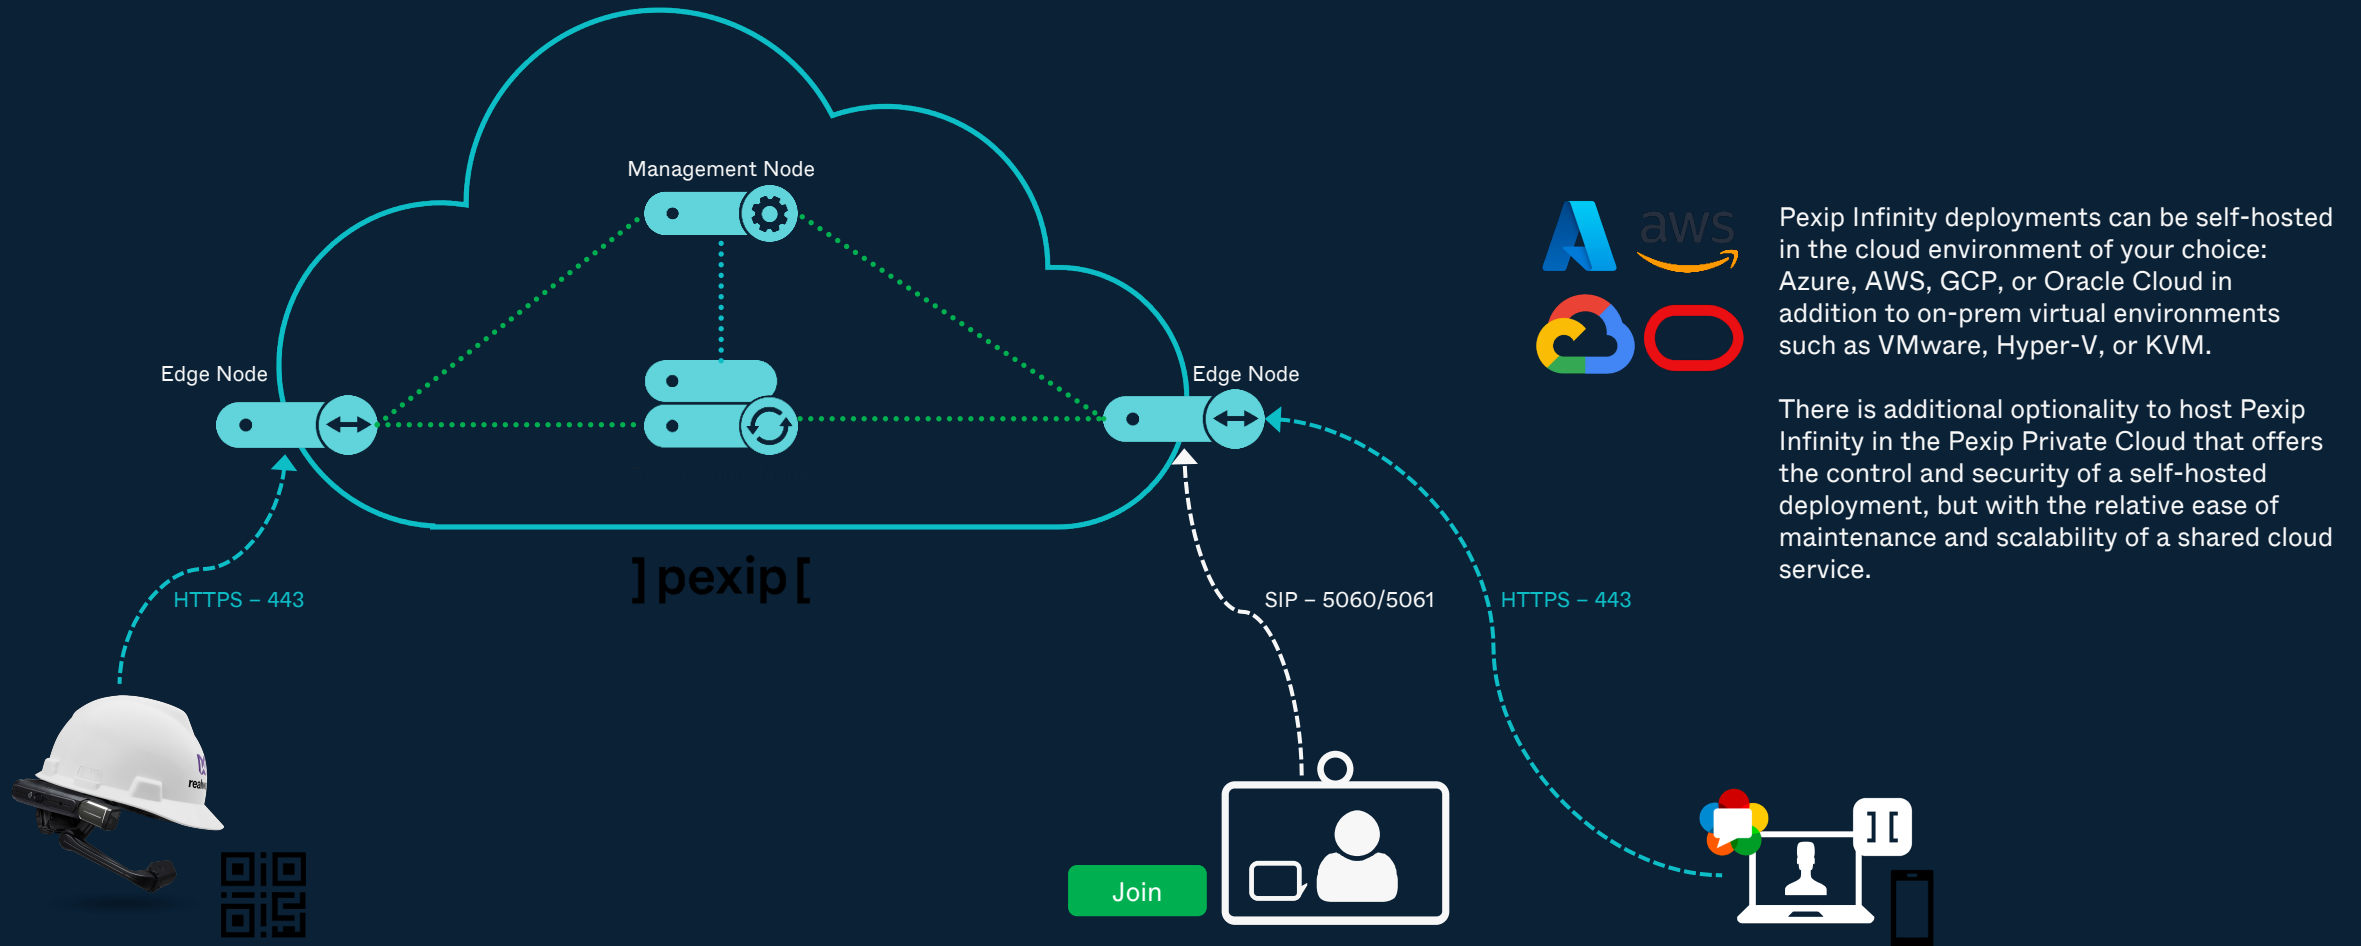 Management Node
Edge Node
Edge Node
aws
Pexip Infinity deployments can be self-hosted
in the cloud environment of your choice:
Azure, AWS, GCP, or Oracle Cloud in
addition to on-prem virtual environments
such as VMware, Hyper-V, or KVM.
There is additional optionality to host Pexip
Infinity in the Pexip Private Cloud that offers
the control and security of a self-hosted
deployment, but with the relative ease of
maintenance and scalability of a shared cloud
service.
]pexip[
HTTPS – 443
SIP – 5060/5061
HTTPS – 443
Join
][